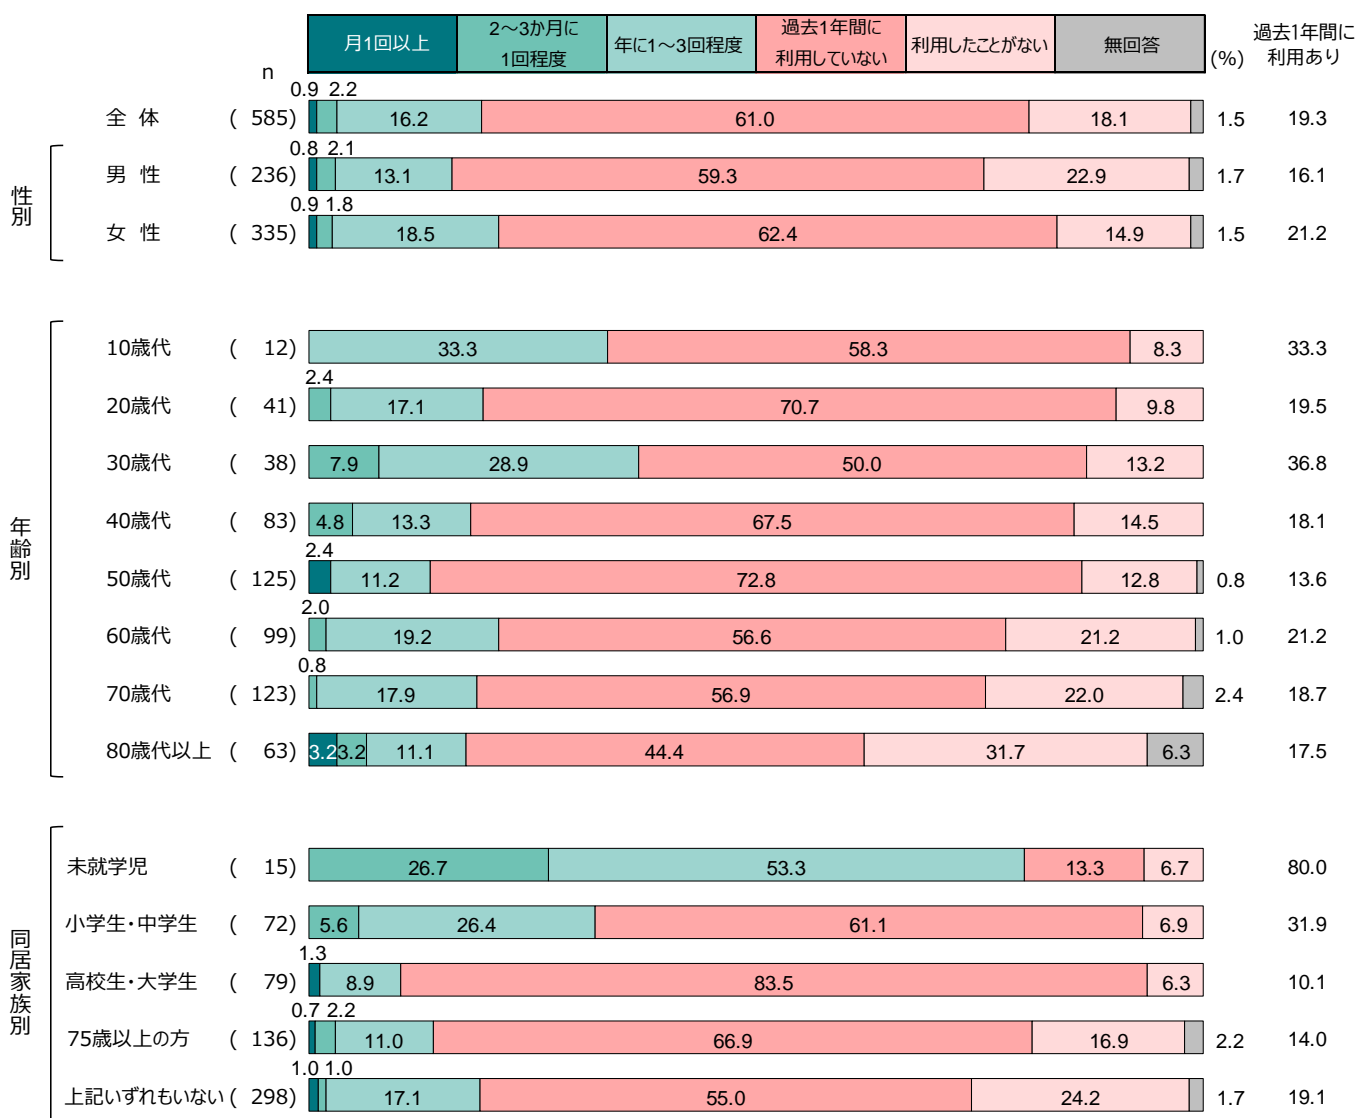 月1回以上
2～3か月に
1回程度
年に1～3回程度
過去1年間に
利用していない
利用したことがない
無回答
(%)
過去1年間に
利用あり
n
0.9 2.2
全 体 ( 585) 16.2 61.0 18.1 1.5 19.3
性別
0.8 2.1
男 性 ( 236) 13.1 59.3 22.9 1.7 16.1
0.9 1.8
女 性 ( 335) 18.5 62.4 14.9 1.5 21.2
年齢別
10歳代 ( 12) 33.3 58.3 8.3 33.3
2.4
20歳代 ( 41) 17.1 70.7 9.8 19.5
30歳代 ( 38) 7.9 28.9 50.0 13.2 36.8
40歳代 ( 83) 4.8 13.3 67.5 14.5 18.1
2.4
50歳代 ( 125) 11.2 72.8 12.8 0.8 13.6
2.0
60歳代 ( 99) 19.2 56.6 21.2 1.0 21.2
0.8
70歳代 ( 123) 17.9 56.9 22.0 2.4 18.7
80歳代以上 ( 63) 3.2 3.2 11.1 44.4 31.7 6.3 17.5
同居家族別
未就学児 ( 15) 26.7 53.3 13.3 6.7 80.0
小学生・中学生 ( 72) 5.6 26.4 61.1 6.9 31.9
1.3
高校生・大学生 ( 79) 8.9 83.5 6.3 10.1
0.7 2.2
75歳以上の方 ( 136) 11.0 66.9 16.9 2.2 14.0
1.0 1.0
上記いずれもいない ( 298) 17.1 55.0 24.2 1.7 19.1